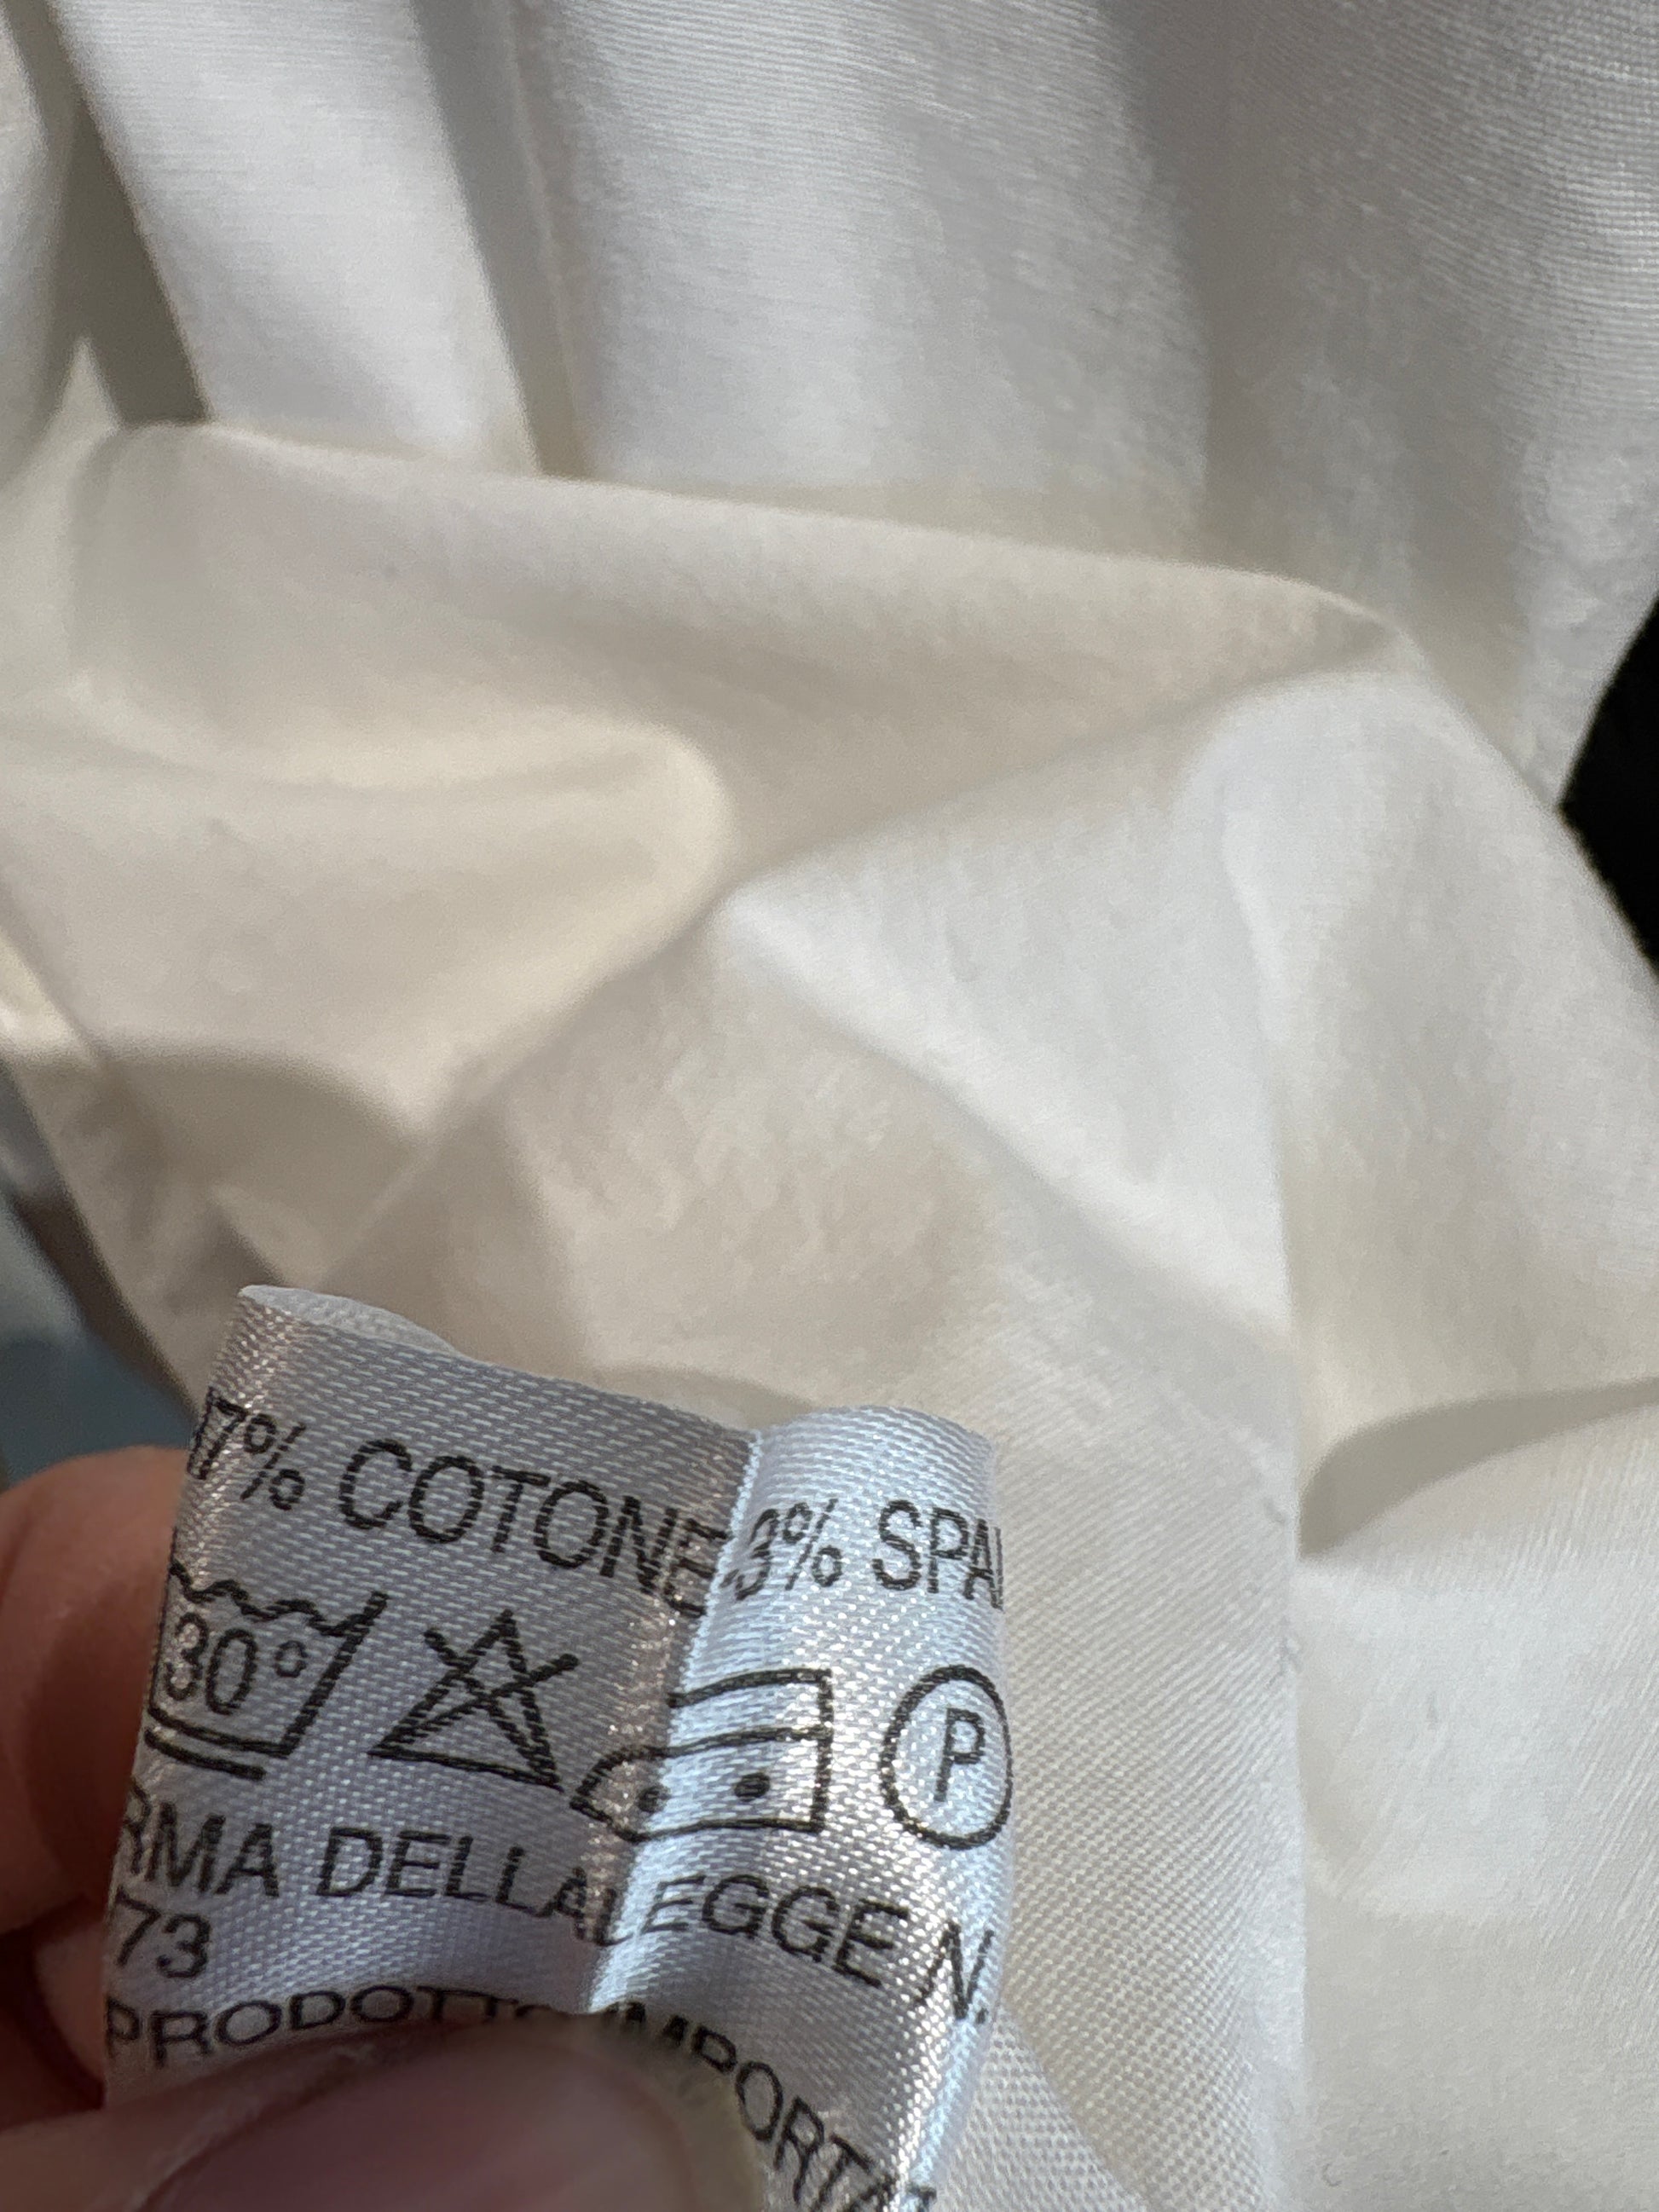 7% COTONE 3% SPA
30°
P
RMA DELLA LEGGE N.
73
PRODOTTO IMPORTA